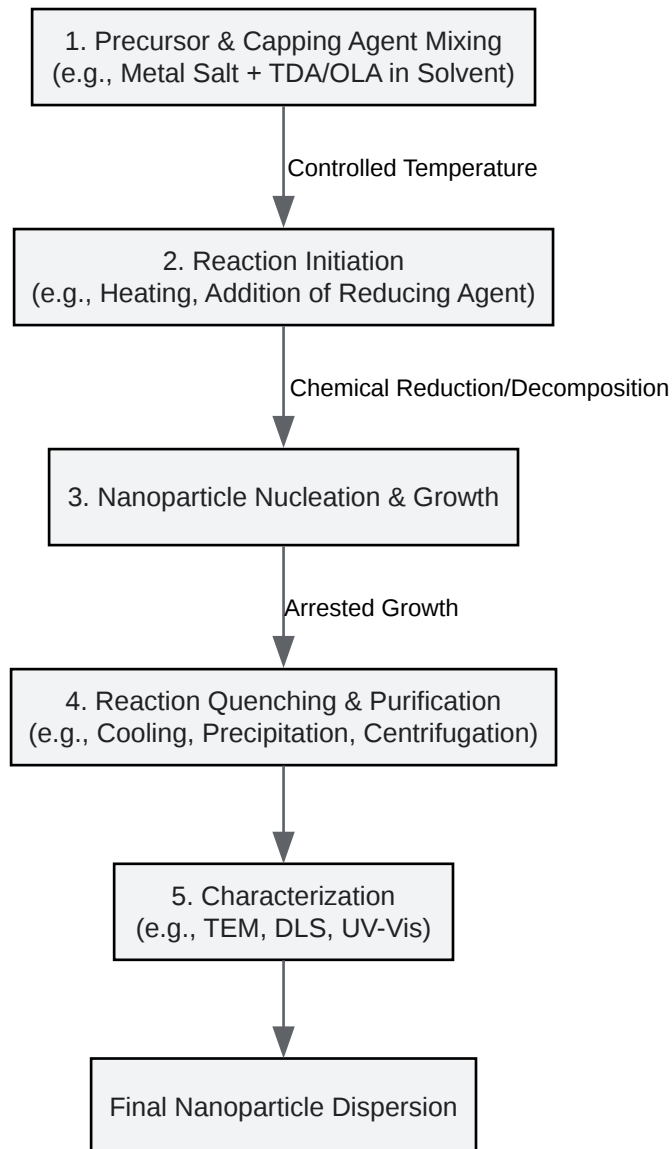 1. Precursor & Capping Agent Mixing
(e.g., Metal Salt + TDA/OLA in Solvent)
Controlled Temperature
2. Reaction Initiation
(e.g., Heating, Addition of Reducing Agent)
Chemical Reduction/Decomposition
3. Nanoparticle Nucleation & Growth
Arrested Growth
4. Reaction Quenching & Purification
(e.g., Cooling, Precipitation, Centrifugation)
5. Characterization
(e.g., TEM, DLS, UV-Vis)
Final Nanoparticle Dispersion